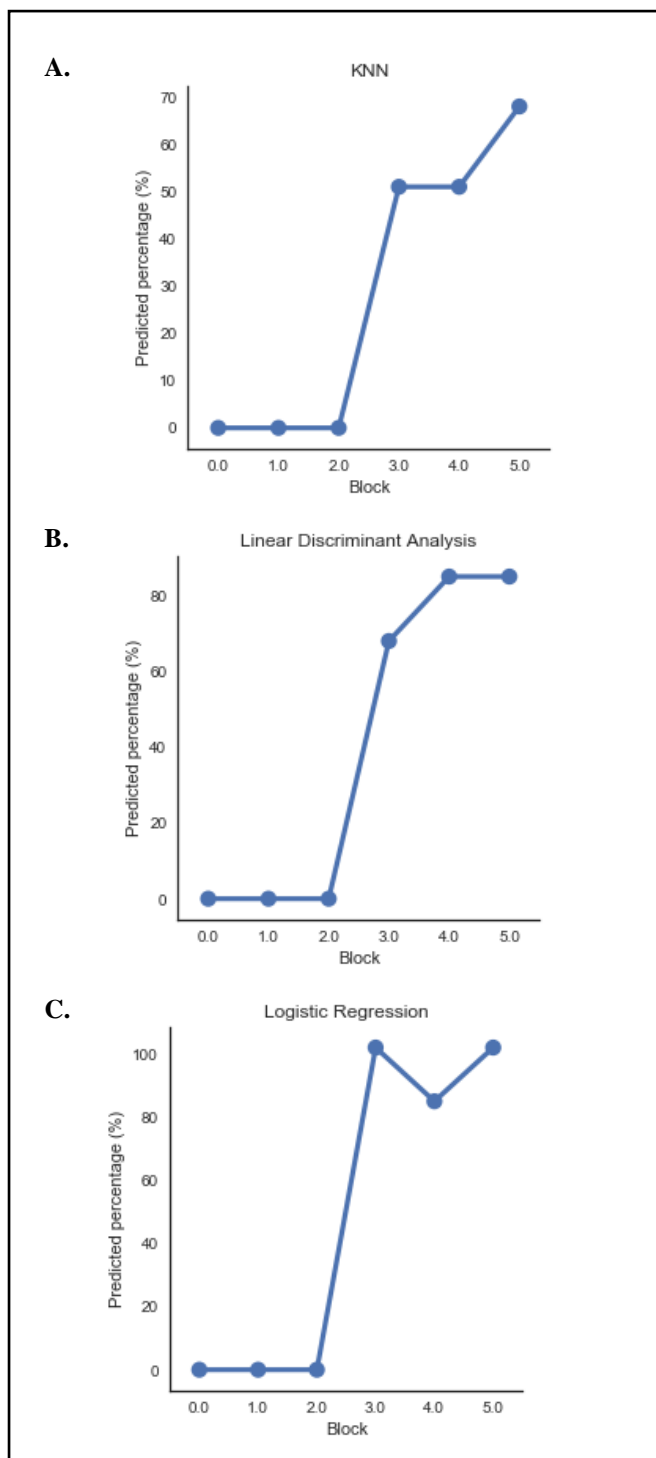 A.
KNN
Predicted percentage (%)
70
60
50
40
30
20
10
0
0.0 1.0 2.0 3.0 4.0 5.0
Block
B.
Linear Discriminant Analysis
Predicted percentage (%)
80
60
40
20
0
0.0 1.0 2.0 3.0 4.0 5.0
Block
C.
Logistic Regression
Predicted percentage (%)
100
80
60
40
20
0
0.0 1.0 2.0 3.0 4.0 5.0
Block